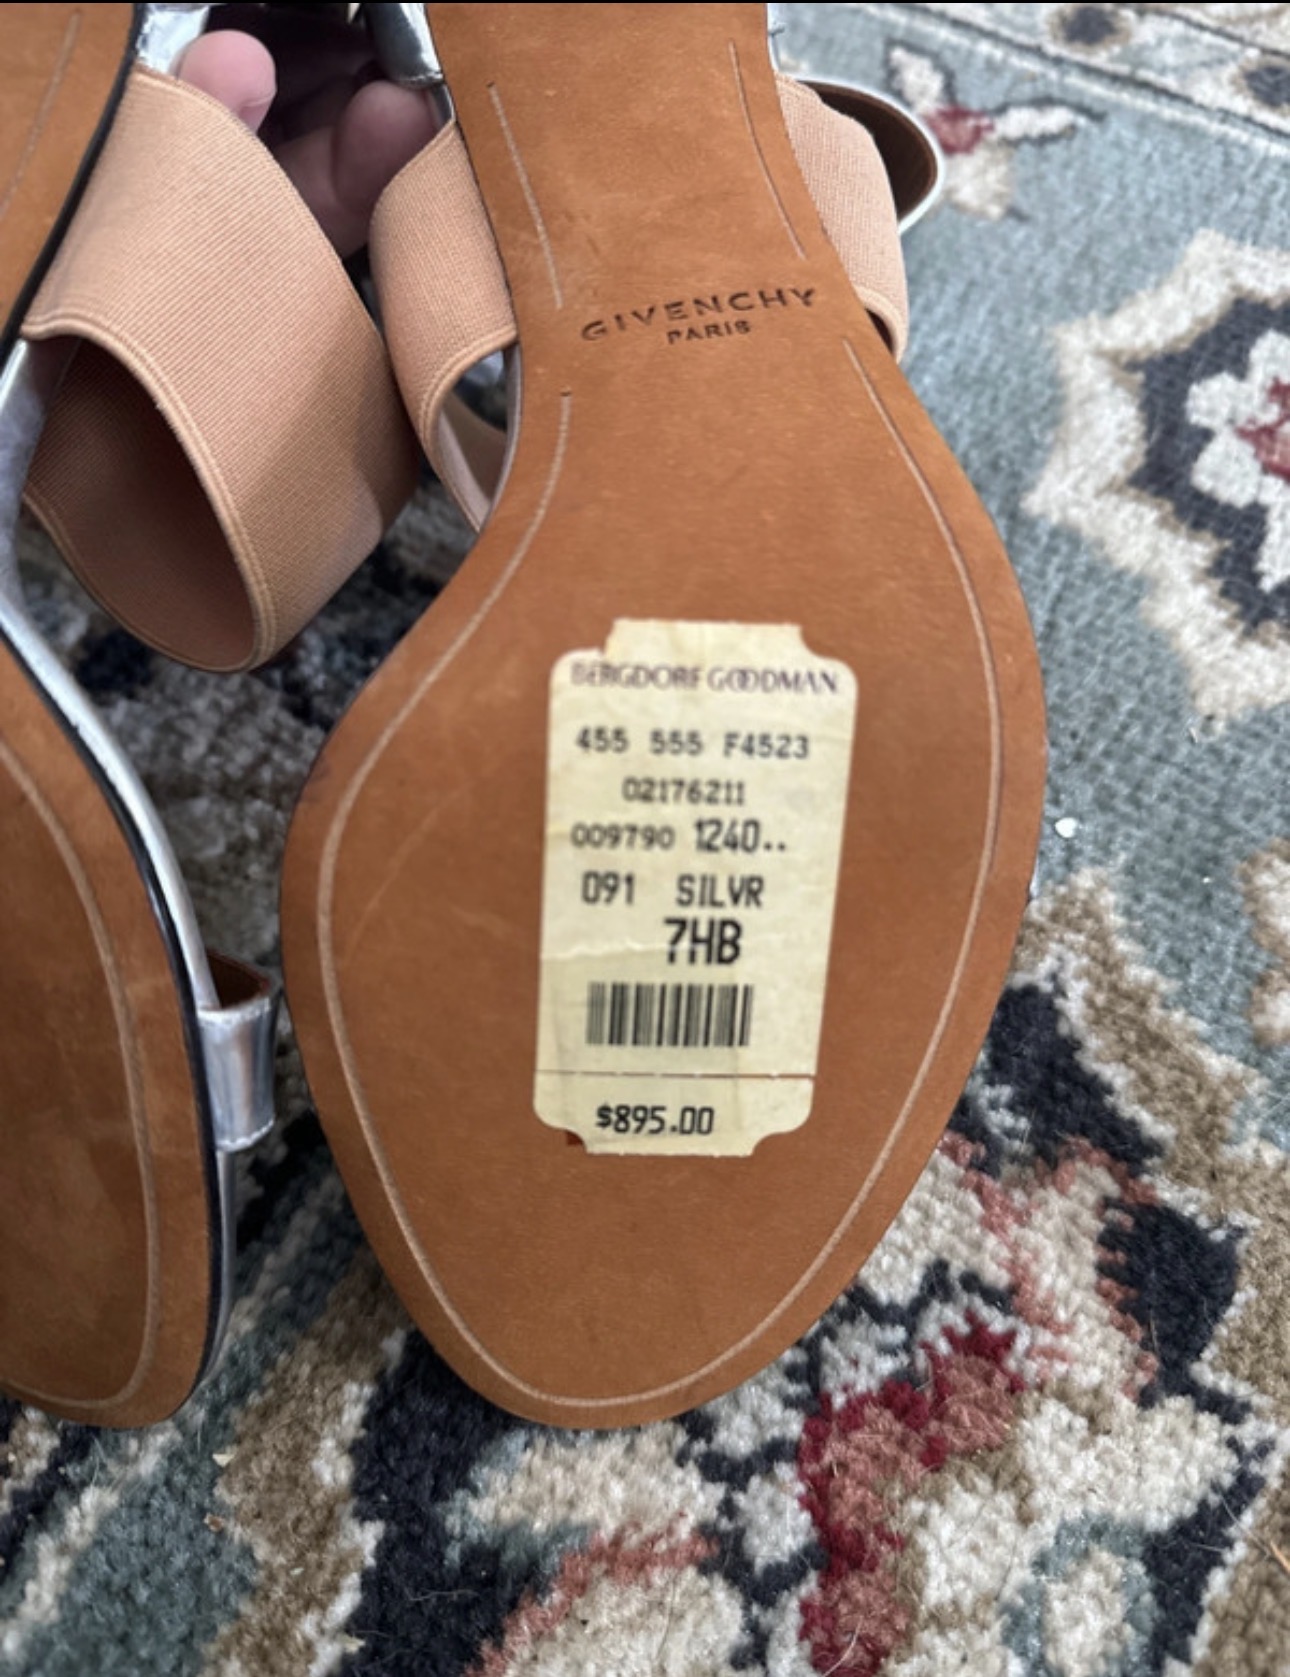 GIVENCHY
PARIS
BERGDORF GOODMAN
455 555 F4523
02176211
009790 1240..
091 SILVR
7HB
$895.00